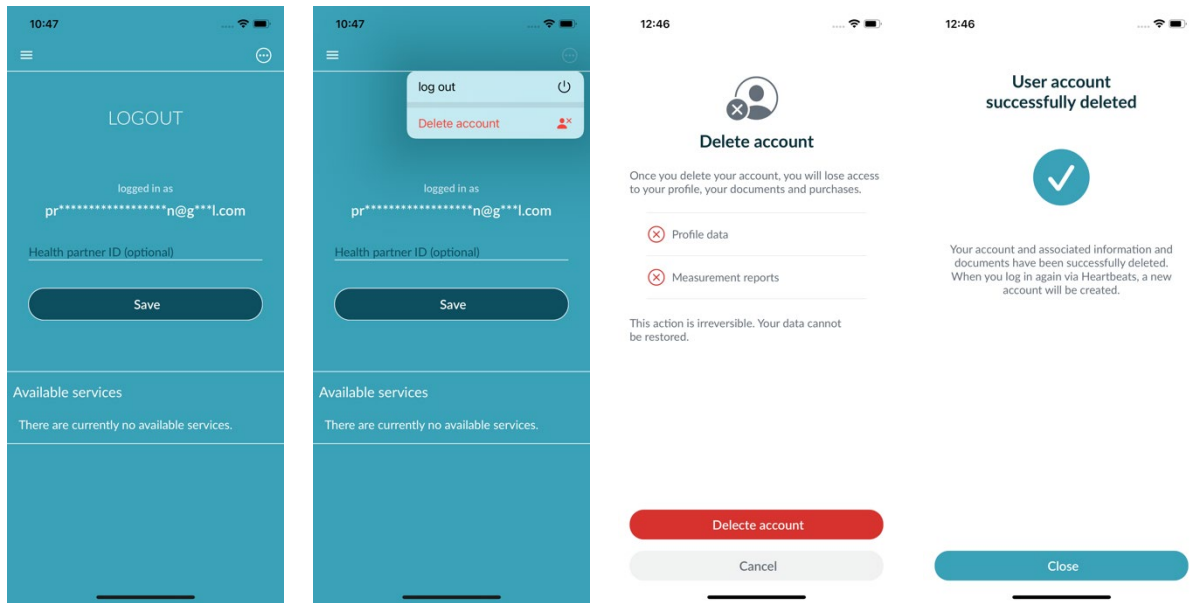 10:47
LOGOUT
logged in as
pr******************n@g***l.com
Health partner ID (optional)
Save
Available services
There are currently no available services.
10:47
log out
Delete account
logged in as
pr******************n@g***l.com
Health partner ID (optional)
Save
Available services
There are currently no available services.
12:46
Delete account
Once you delete your account, you will lose access
to your profile, your documents and purchases.
Profile data
Measurement reports
This action is irreversible. Your data cannot
be restored.
Delecte account
Cancel
12:46
User account
successfully deleted
Your account and associated information and
documents have been successfully deleted.
When you log in again via Heartbeats, a new
account will be created.
Close